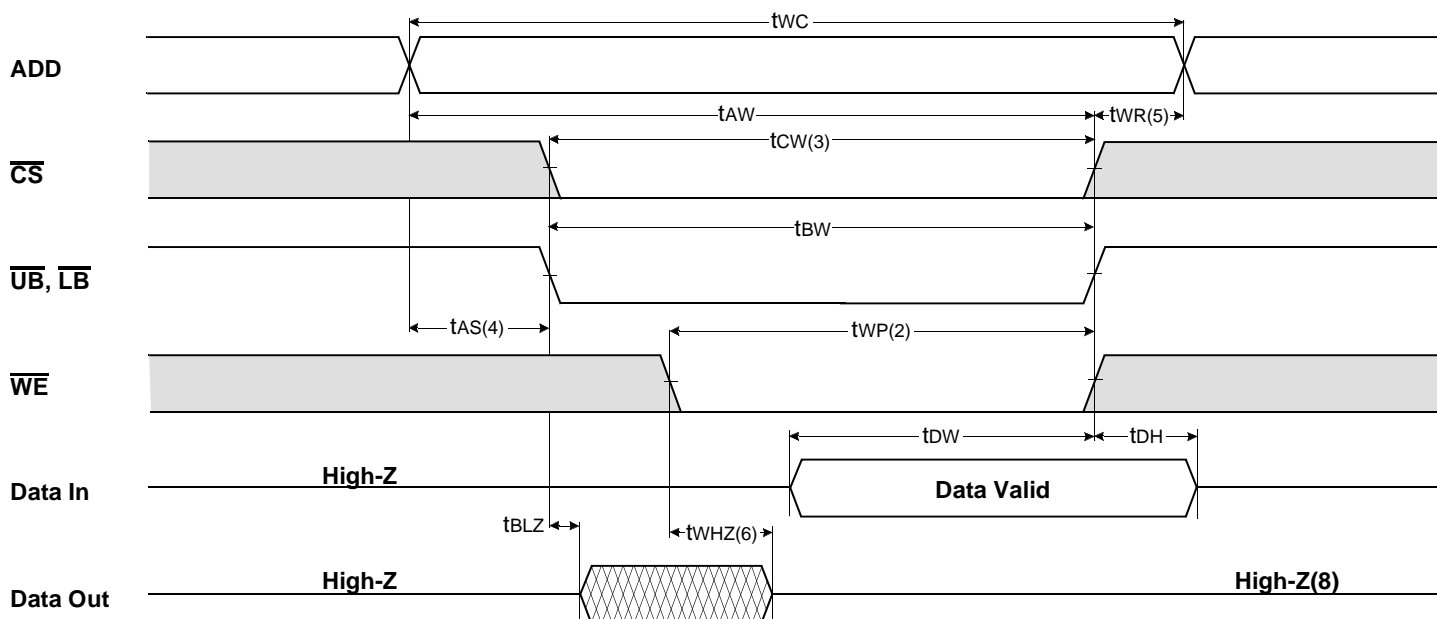 tWC
ADD
tAW
tWR(5)
tCW(3)
CS
tBW
UB, LB
tAS(4)
tWP(2)
WE
tDW
tDH
High-Z
Data In
Data Valid
tBLZ
tWHZ(6)
High-Z
High-Z(8)
Data Out